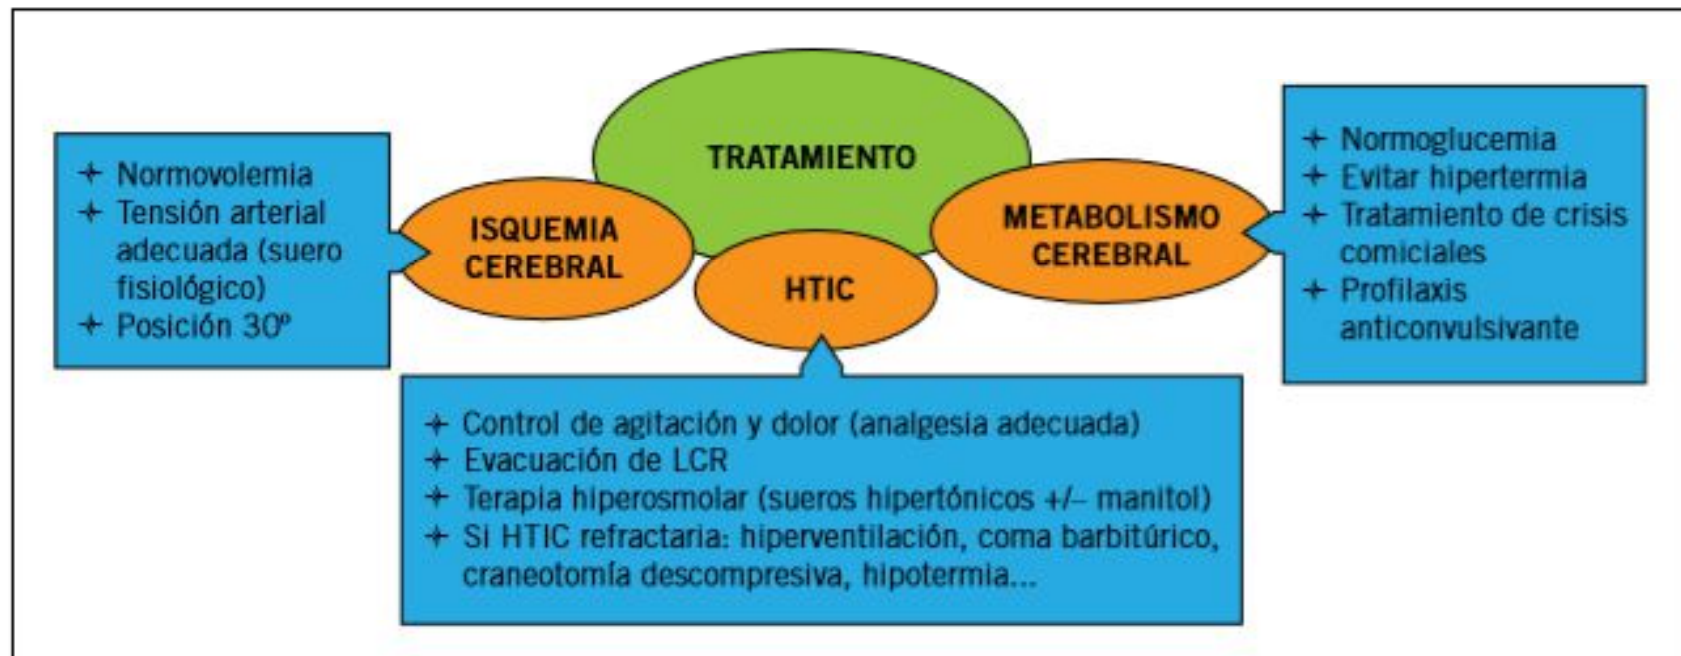 TRATAMIENTO
ISQUEMIA
CEREBRAL
HTIC
METABOLISMO
CEREBRAL
Normovolemia
Tensión arterial
adecuada (suero
fisiológico)
Posición 30º
Control de agitación y dolor (analgesia adecuada)
Evacuación de LCR
Terapia hiperosmolar (sueros hipertónicos +/– manitol)
Si HTIC refractaria: hiperventilación, coma barbitúrico,
craneotomía descompresiva, hipotermia...
Normoglucemia
Evitar hipertermia
Tratamiento de crisis
comiciales
Profilaxis
anticonvulsivante